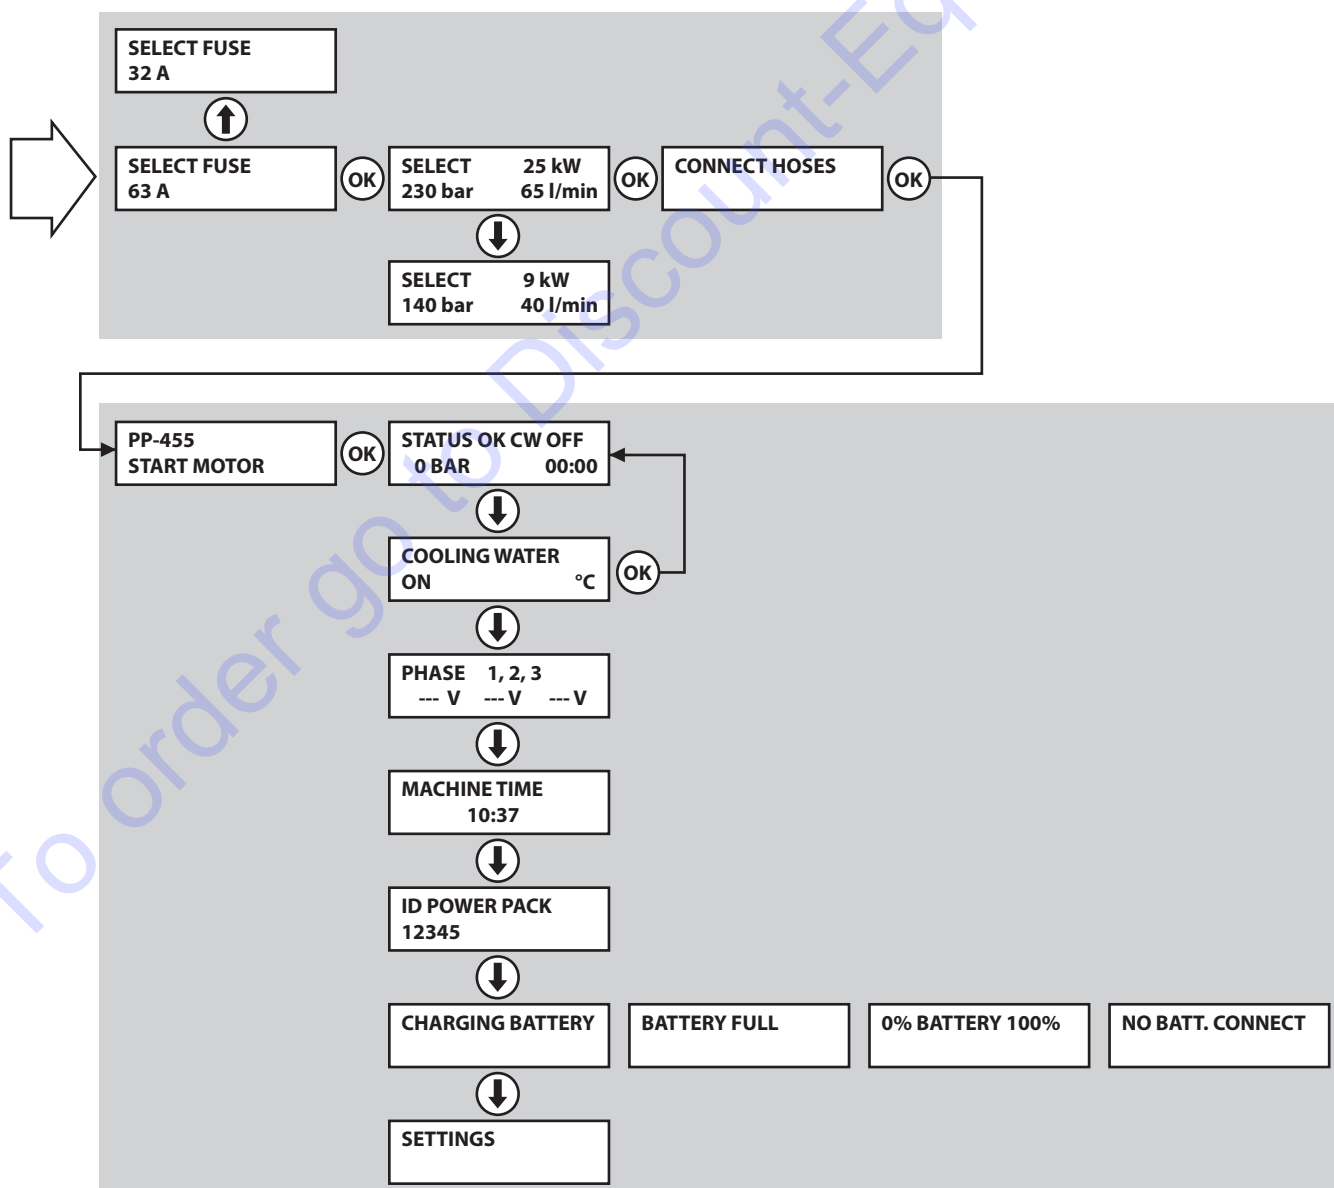 SELECT FUSE
32 A
SELECT FUSE
63 A
OK
SELECT 25 kW
230 bar 65 l/min
OK
CONNECT HOSES
OK
SELECT 9 kW
140 bar 40 l/min
PP-455
START MOTOR
OK
STATUS OK CW OFF
0 BAR 00:00
COOLING WATER
ON °C
OK
PHASE 1, 2, 3
--- V --- V --- V
MACHINE TIME
10:37
ID POWER PACK
12345
CHARGING BATTERY
BATTERY FULL
0% BATTERY 100%
NO BATT. CONNECT
SETTINGS
To order go to Discount-Eq